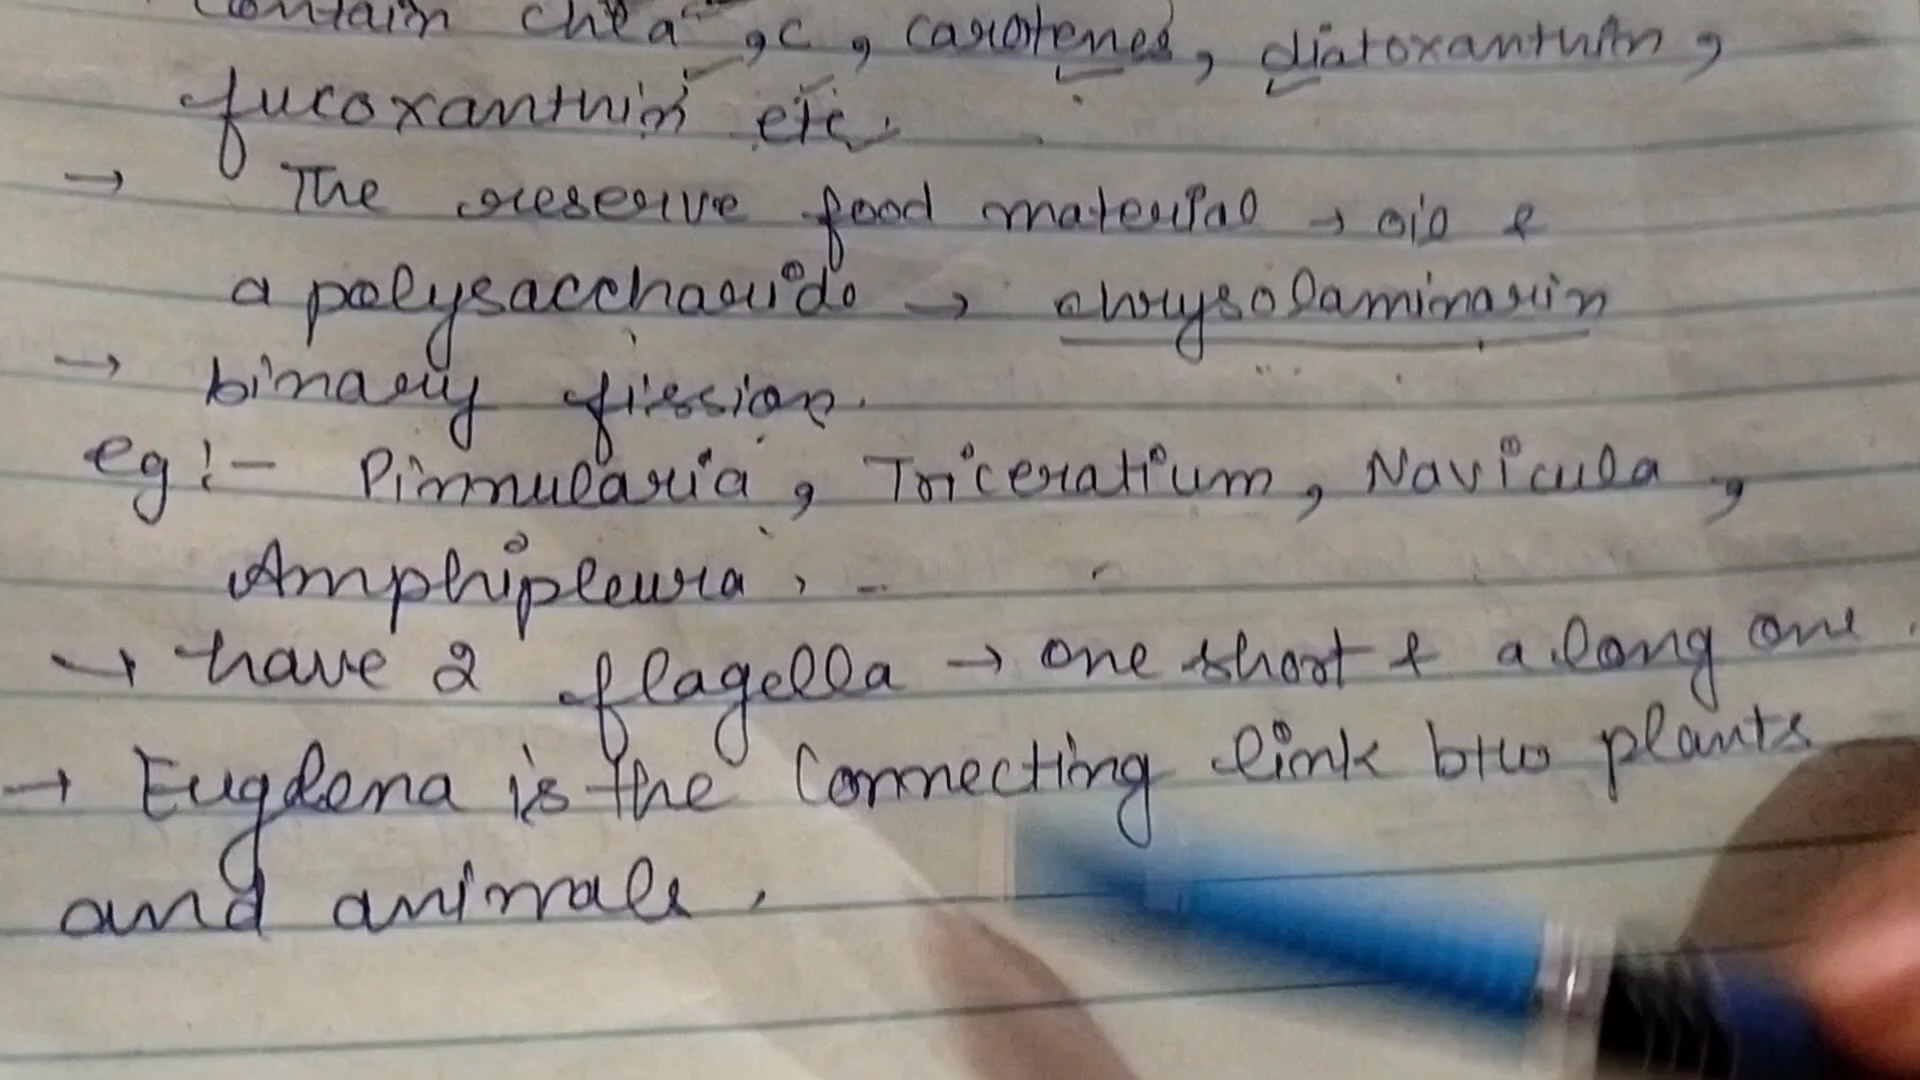 contain chl a, c, carotenes, diatoxanthin,
fucoxanthin etc.
→ The reserve food material → oil &
a polysaccharide → chrysolaminarin
→ binary fission.
eg:- Pinnularia, Triceratium, Navicula,
Amphipleura.
→ have 2 flagella → one short & a long one.
→ Euglena is the connecting link btw plants
and animals.